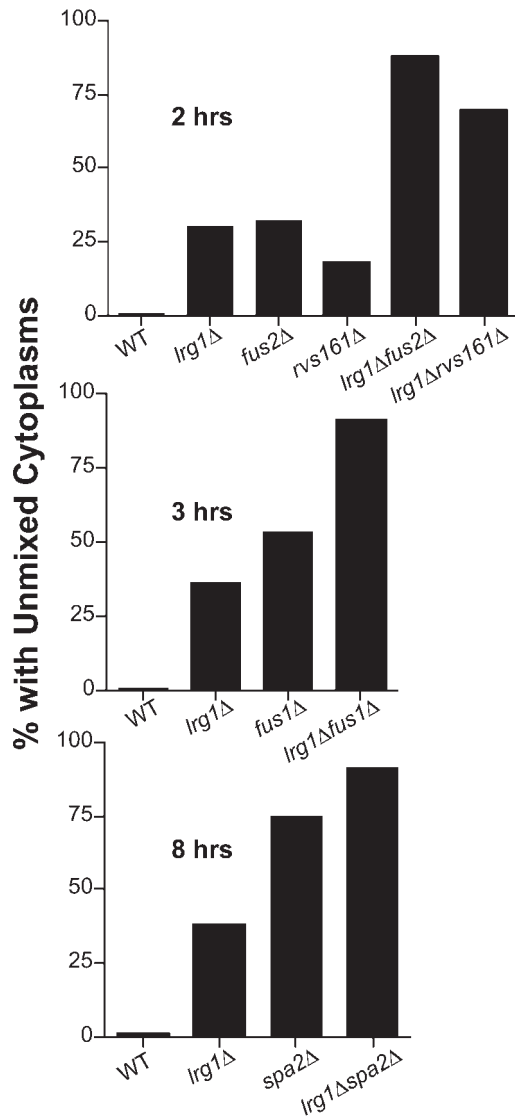 % with Unmixed Cytoplasms
100
75
50
25
0
2 hrs
WT
lrg1Δ
fus2Δ
rvs161Δ
lrg1Δfus2Δ
lrg1Δrvs161Δ
100
75
50
25
0
3 hrs
WT
lrg1Δ
fus1Δ
lrg1Δfus1Δ
100
75
50
25
0
8 hrs
WT
lrg1Δ
spa2Δ
lrg1Δspa2Δ